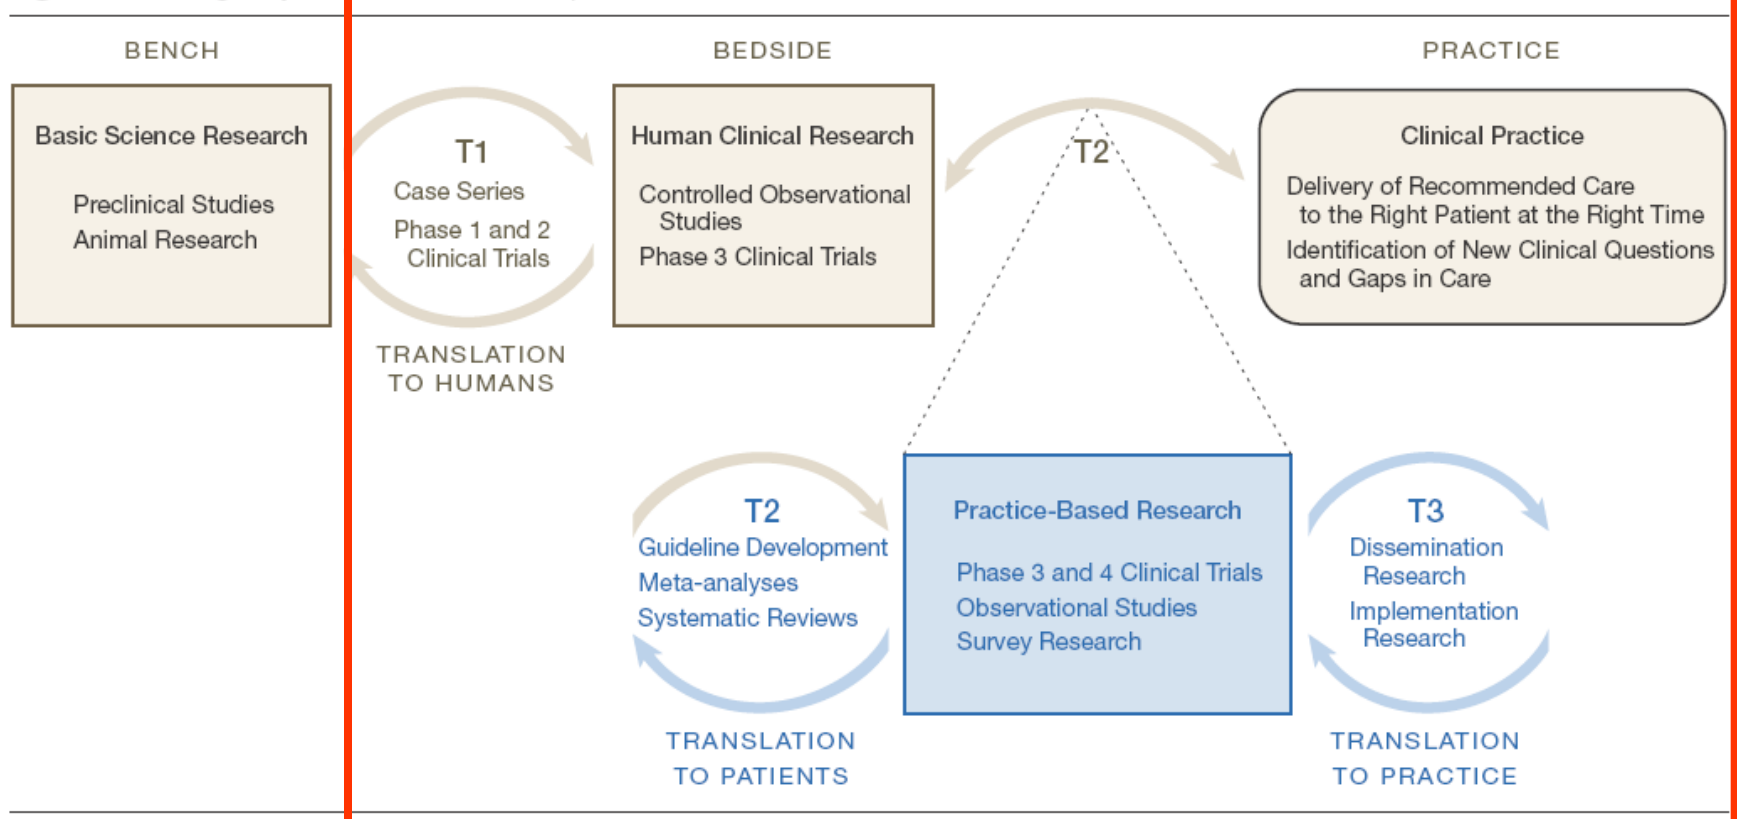 BENCH
BEDSIDE
PRACTICE
Basic Science Research
Preclinical Studies
Animal Research
T1
Case Series
Phase 1 and 2
Clinical Trials
TRANSLATION
TO HUMANS
Human Clinical Research
Controlled Observational
Studies
Phase 3 Clinical Trials
T2
Clinical Practice
Delivery of Recommended Care
to the Right Patient at the Right Time
Identification of New Clinical Questions
and Gaps in Care
T2
Guideline Development
Meta-analyses
Systematic Reviews
TRANSLATION
TO PATIENTS
Practice-Based Research
Phase 3 and 4 Clinical Trials
Observational Studies
Survey Research
T3
Dissemination
Research
Implementation
Research
TRANSLATION
TO PRACTICE